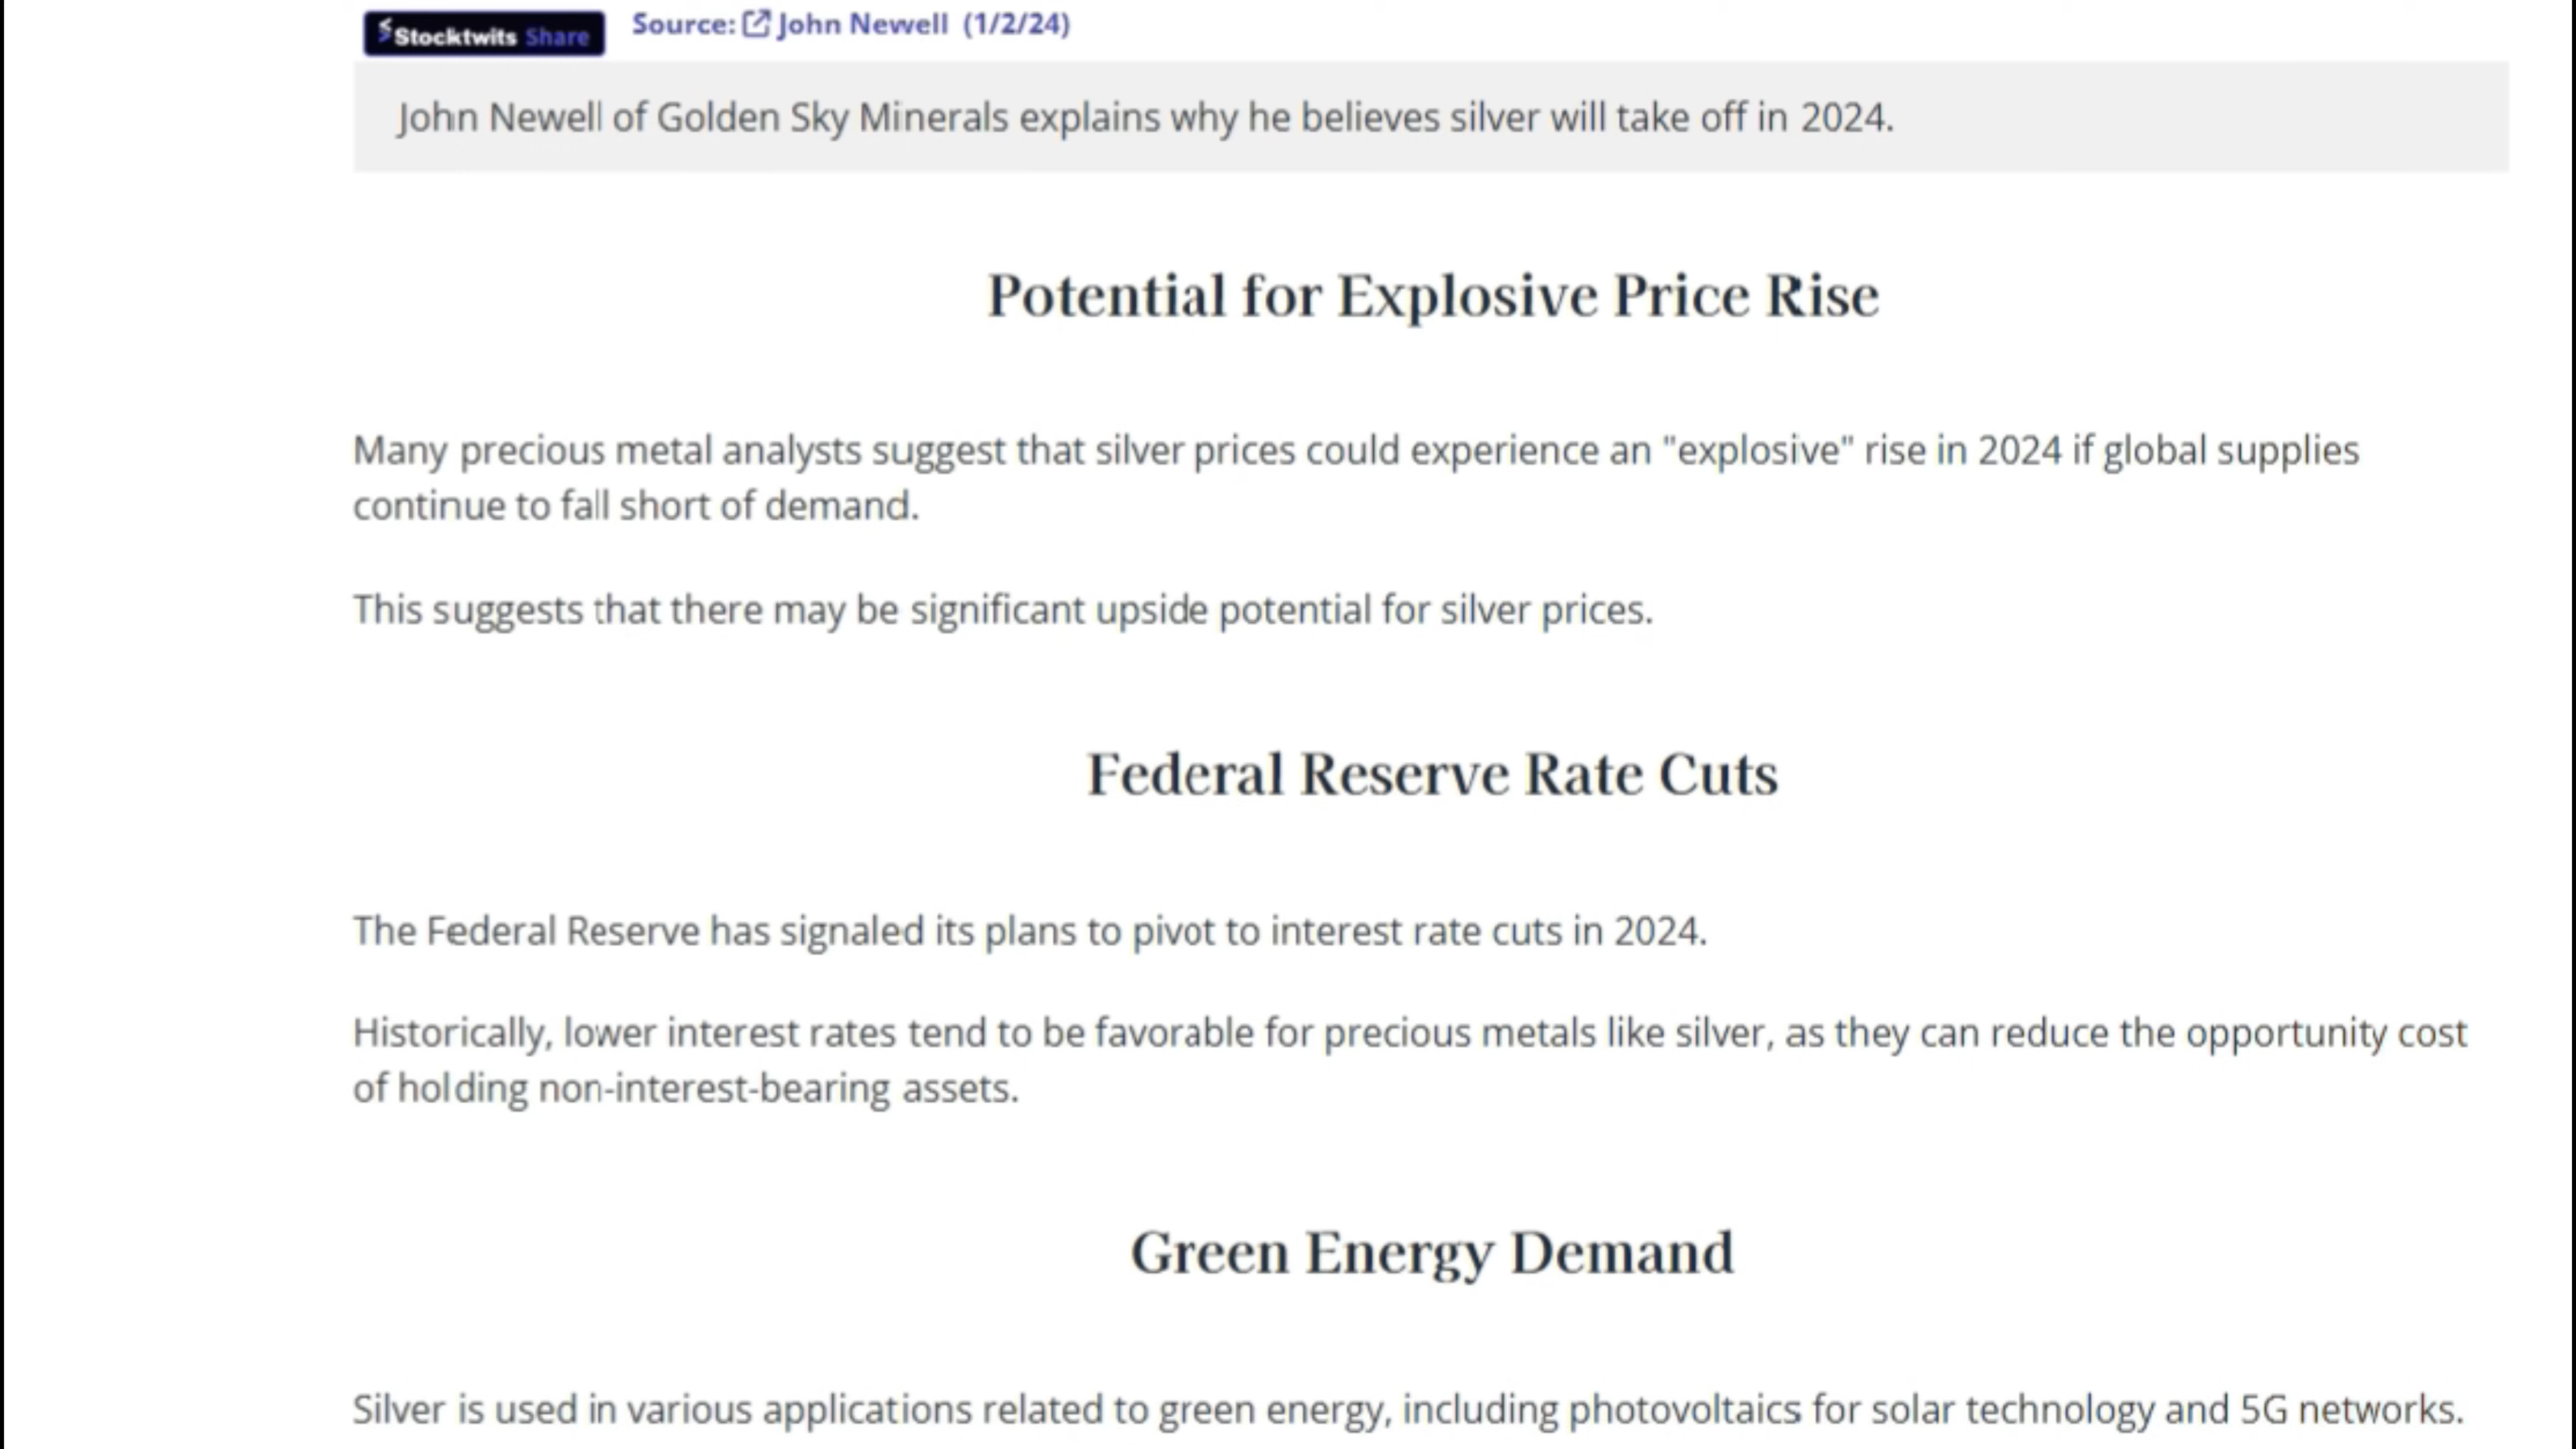 Stocktwits Share Source: John Newell (1/2/24)
John Newell of Golden Sky Minerals explains why he believes silver will take off in 2024.
Potential for Explosive Price Rise
Many precious metal analysts suggest that silver prices could experience an "explosive" rise in 2024 if global supplies
continue to fall short of demand.
This suggests that there may be significant upside potential for silver prices.
Federal Reserve Rate Cuts
The Federal Reserve has signaled its plans to pivot to interest rate cuts in 2024.
Historically, lower interest rates tend to be favorable for precious metals like silver, as they can reduce the opportunity cost
of holding non-interest-bearing assets.
Green Energy Demand
Silver is used in various applications related to green energy, including photovoltaics for solar technology and 5G networks.